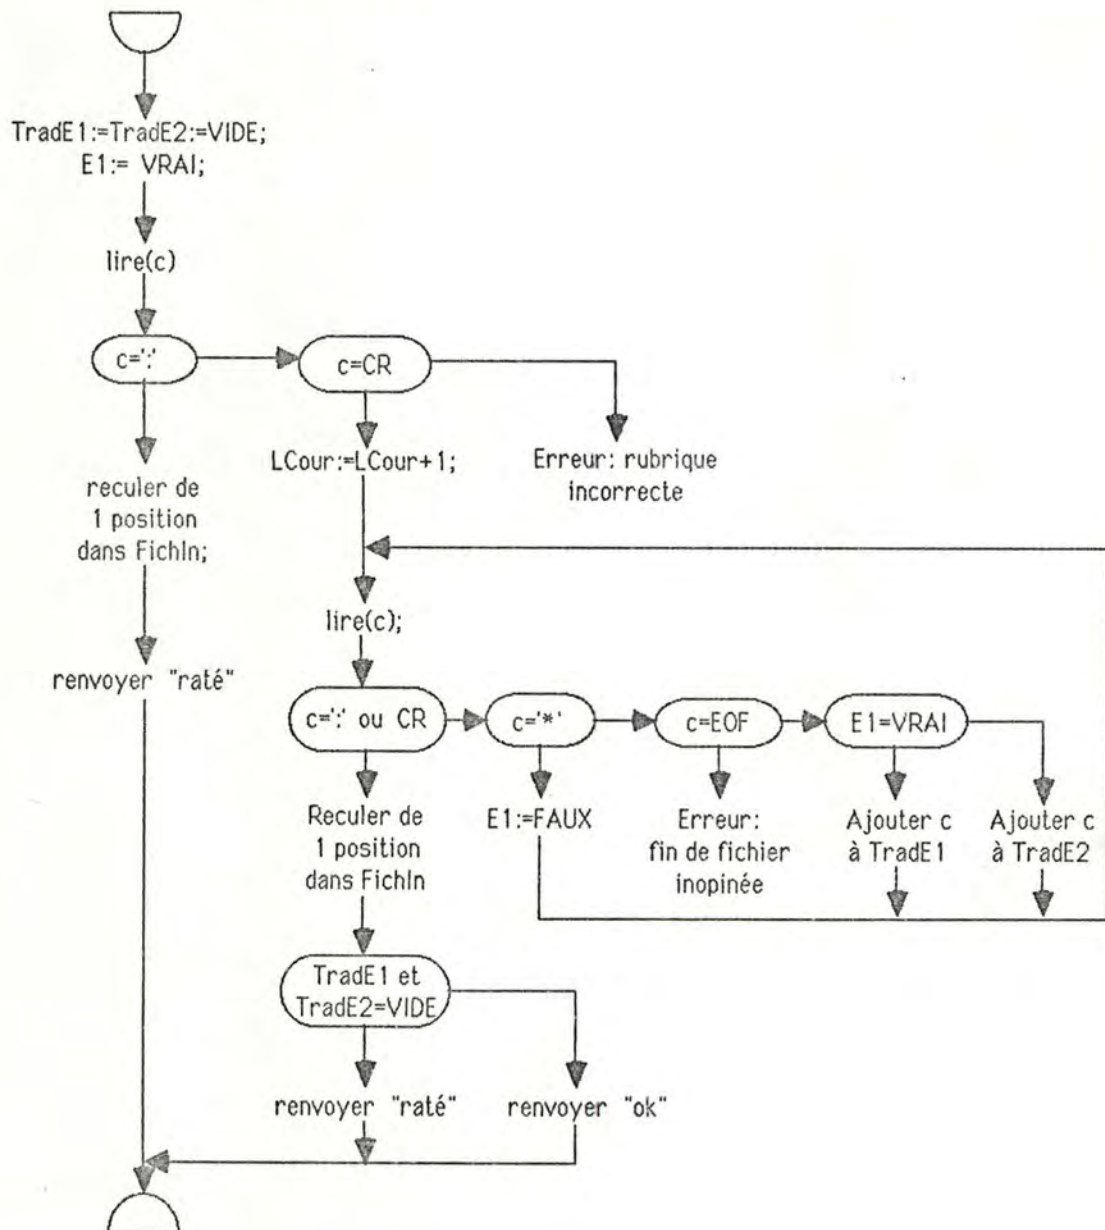 TradE1:=TradE2:=VIDE;
E1:= VRAI;
lire(c)
c=':'
c=CR
LCour:=LCour+1;
Erreur: rubrique
incorrecte
reculer de
1 position
dans FichIn;
renvoyer "raté"
lire(c);
c=':' ou CR
c='*'
c=EOF
E1=VRAI
Reculer de
1 position
dans FichIn
E1:=FAUX
Erreur:
fin de fichier
inopinée
Ajouter c
à TradE1
Ajouter c
à TradE2
TradE1 et
TradE2=VIDE
renvoyer "raté"
renvoyer "ok"